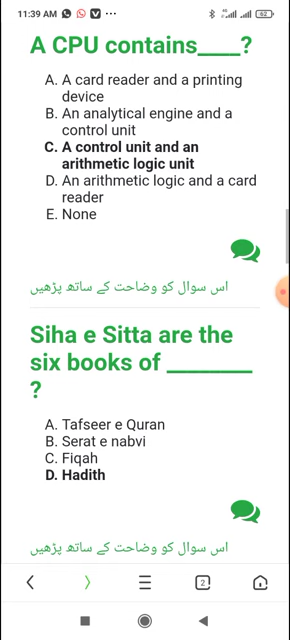 11:39 AM
62
A CPU contains____?
A. A card reader and a printing
device
B. An analytical engine and a
control unit
C. A control unit and an
arithmetic logic unit
D. An arithmetic logic and a card
reader
E. None
اس سوال کو وضاحت کے ساتھ پڑھیں
Siha e Sitta are the
six books of ________
?
A. Tafseer e Quran
B. Serat e nabvi
C. Fiqah
D. Hadith
اس سوال کو وضاحت کے ساتھ پڑھیں
2